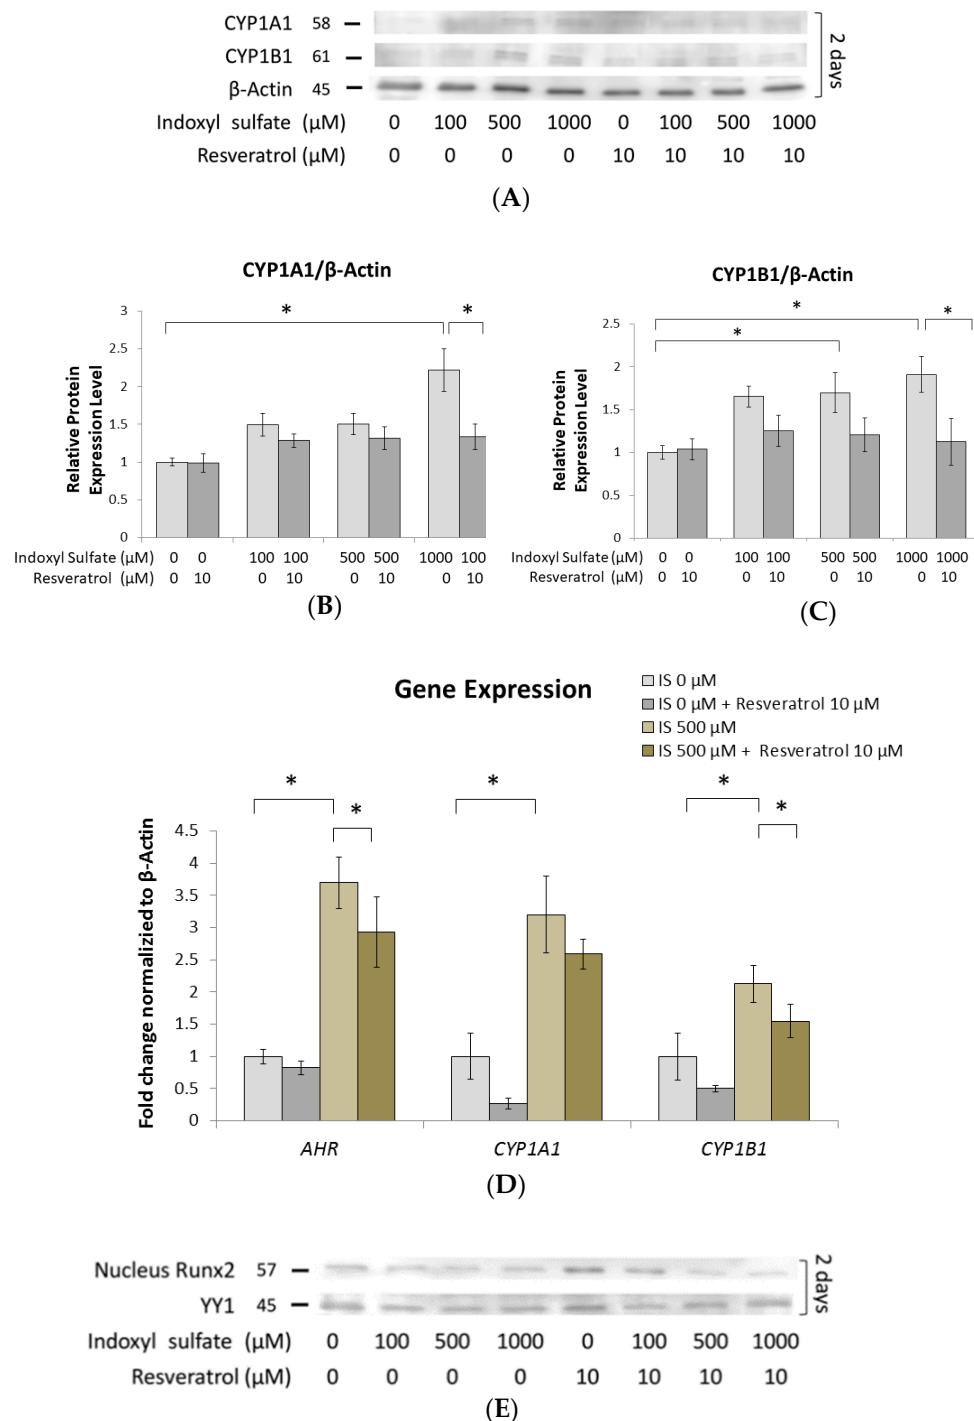 CYP1A1 58
CYP1B1 61
β-Actin 45
2 days
Indoxyl sulfate (μM) 0 100 500 1000 0 100 500 1000
Resveratrol (μM) 0 0 0 0 10 10 10 10
(A)
CYP1A1/β-Actin
* *
Relative Protein
Expression Level
3
2.5
2
1.5
1
0.5
0
Indoxyl Sulfate (μM) 0 0 100 100 500 500 1000 100
Resveratrol (μM) 0 10 0 10 0 10 0 10
(B)
CYP1B1/β-Actin
* *
*
Relative Protein
Expression Level
2.5
2
1.5
1
0.5
0
Indoxyl Sulfate (μM) 0 0 100 100 500 500 1000 1000
Resveratrol (μM) 0 10 0 10 0 10 0 10
(C)
Gene Expression
IS 0 μM
IS 0 μM + Resveratrol 10 μM
IS 500 μM
IS 500 μM + Resveratrol 10 μM
* * *
* *
Fold change normalizied to β-Actin
4.5
4
3.5
3
2.5
2
1.5
1
0.5
0
AHR CYP1A1 CYP1B1
(D)
Nucleus Runx2 57
YY1 45
2 days
Indoxyl sulfate (μM) 0 100 500 1000 0 100 500 1000
Resveratrol (μM) 0 0 0 0 10 10 10 10
(E)